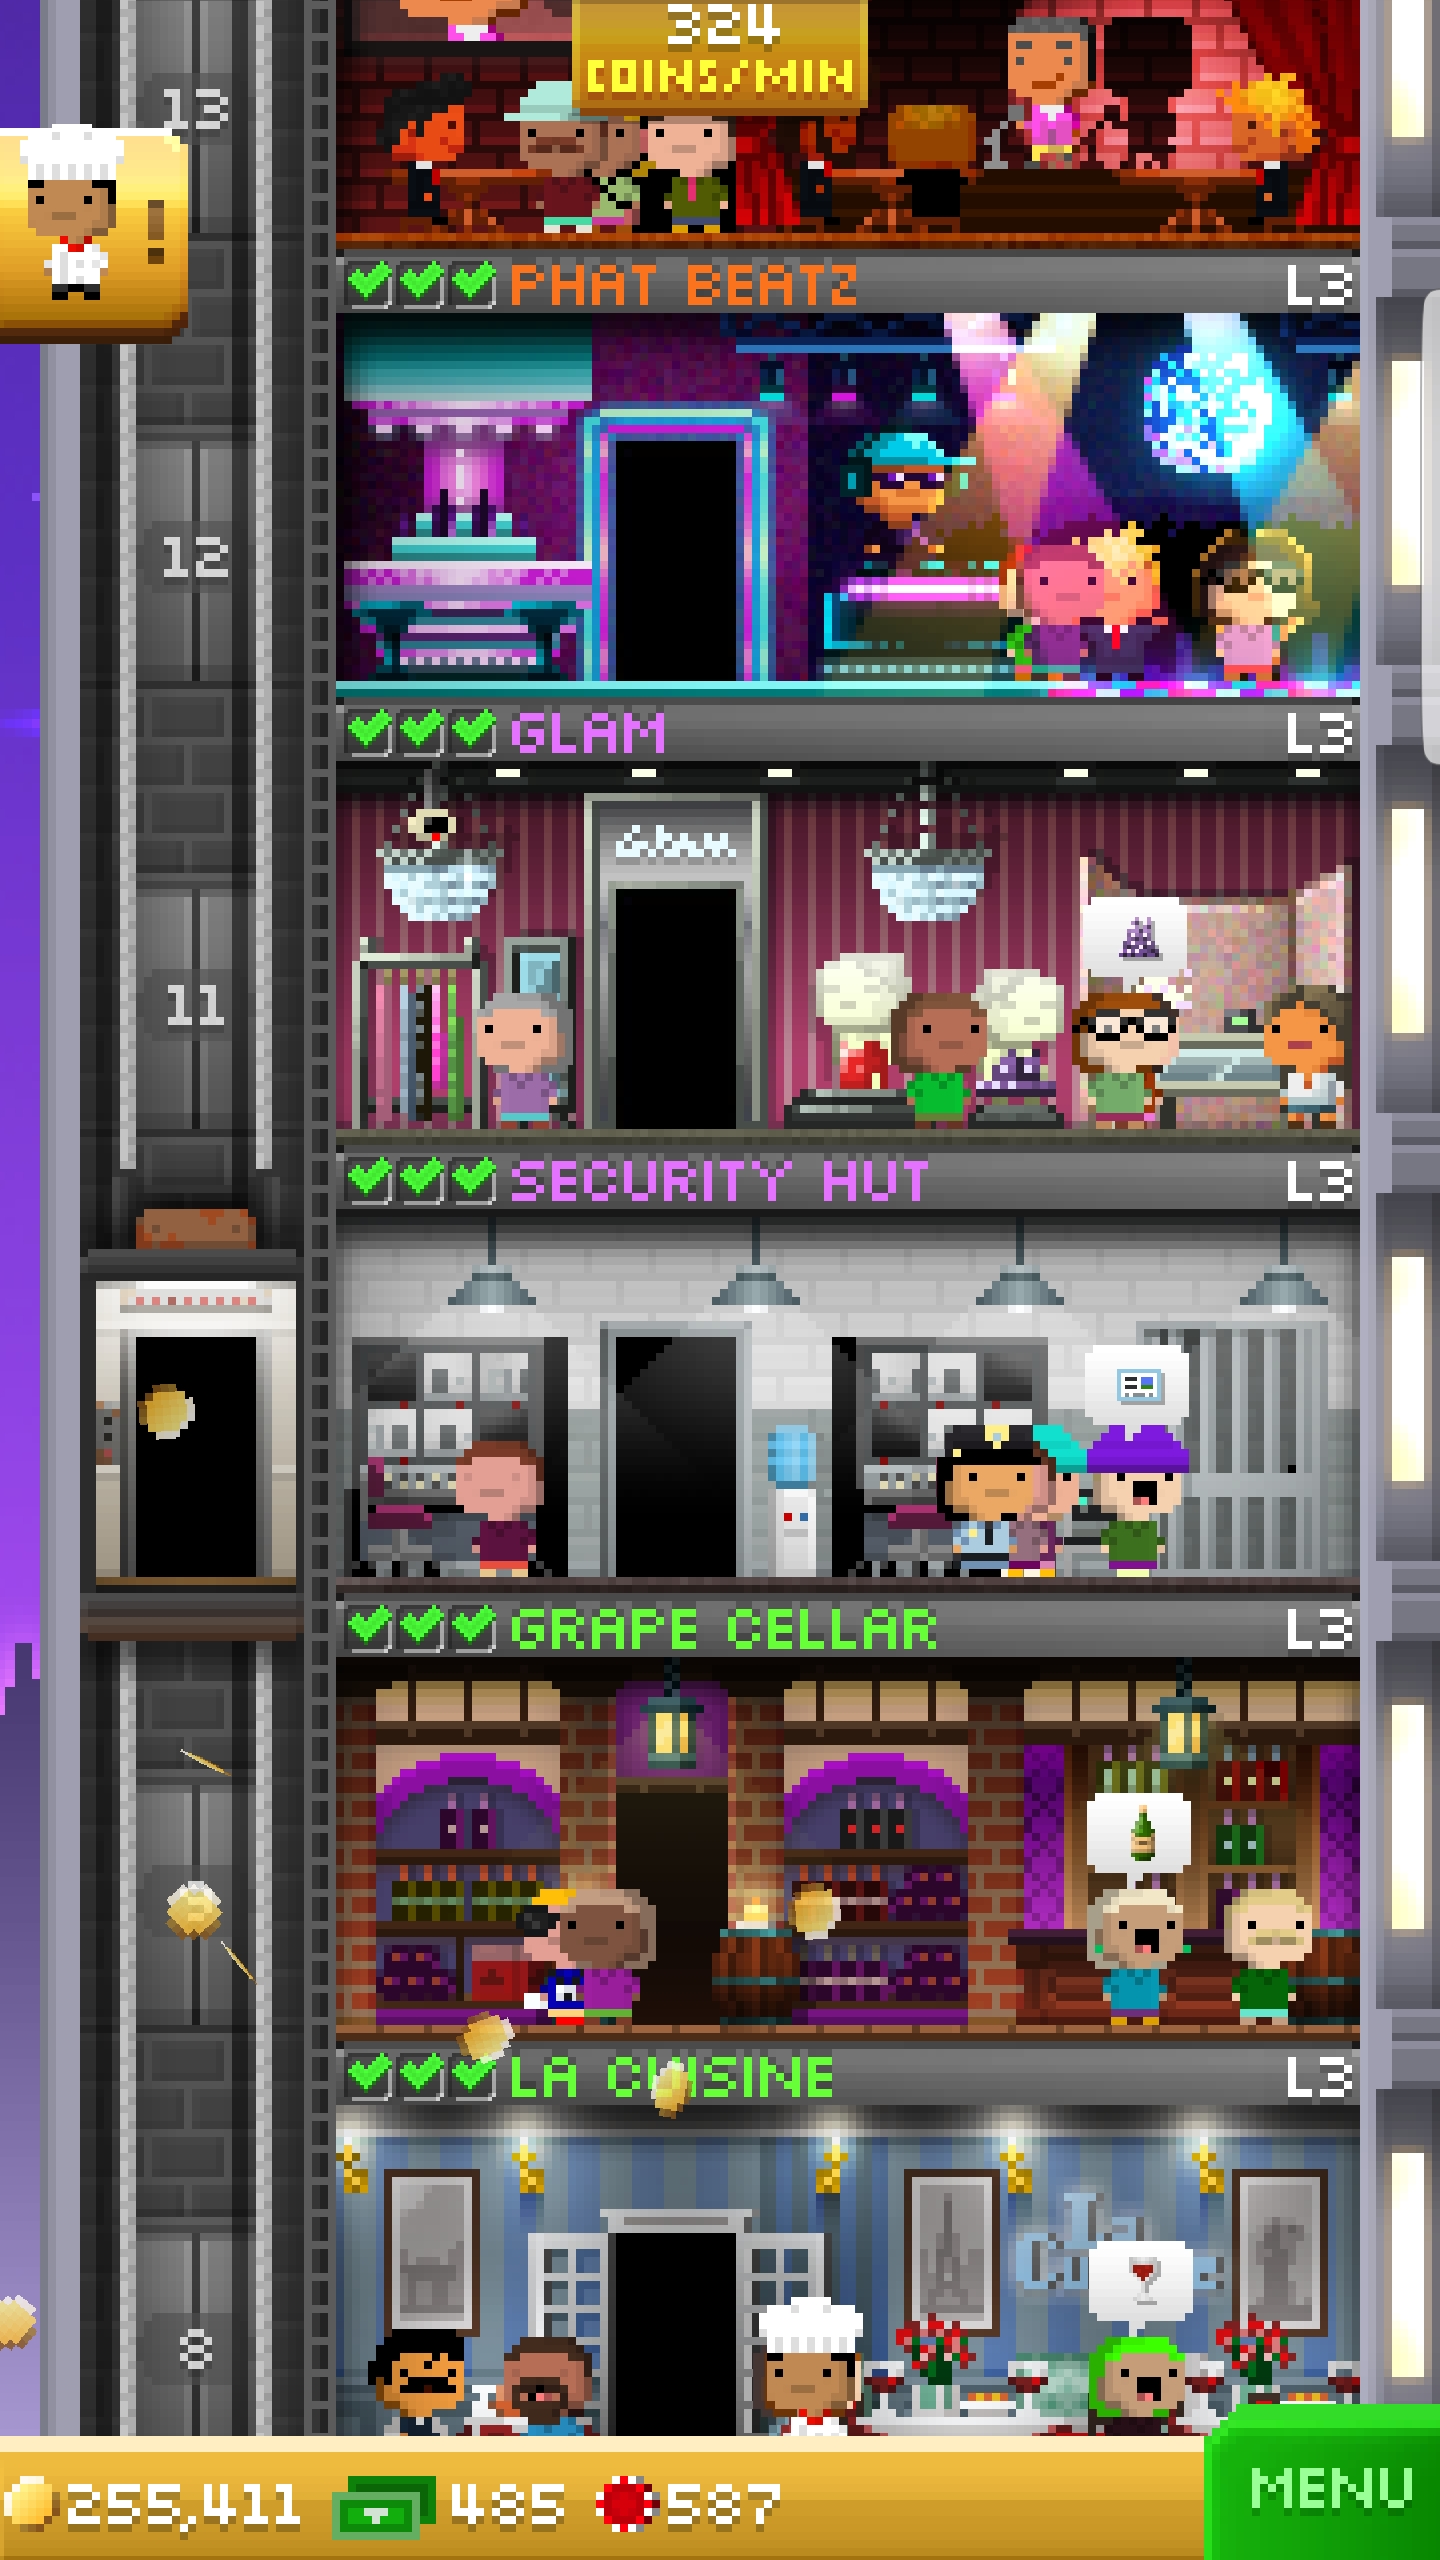 324
COINS/MIN
13
!
PHAT BEATZ L3
12
GLAM L3
Glam
11
SECURITY HUT L3
GRAPE CELLAR L3
LA CUISINE L3
La
8
255,411 485 587
MENU